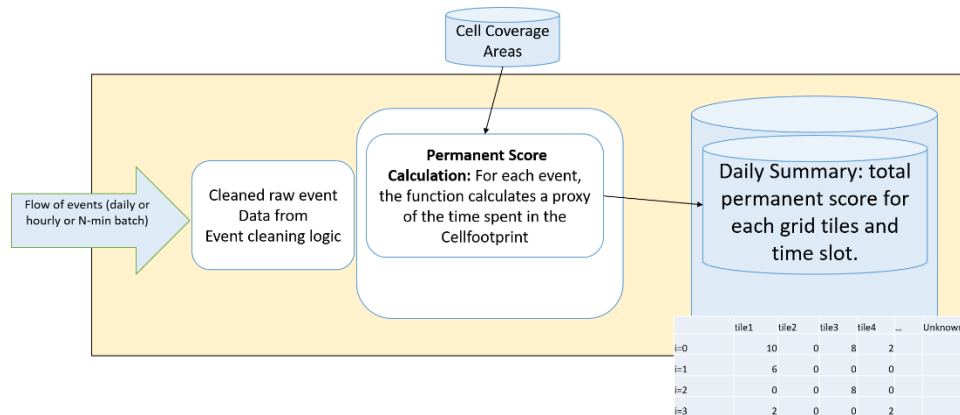 Cell Coverage
Areas
Flow of events (daily or
hourly or N-min batch)
Cleaned raw event
Data from
Event cleaning logic
Permanent Score
Calculation: For each event,
the function calculates a proxy
of the time spent in the
Cellfootprint
Daily Summary: total
permanent score for
each grid tiles and
time slot.
tile1 tile2 tile3 tile4 ... Unknown
i=0 10 0 8 2
i=1 6 0 0 0
i=2 0 0 8 0
i=3 2 0 0 2